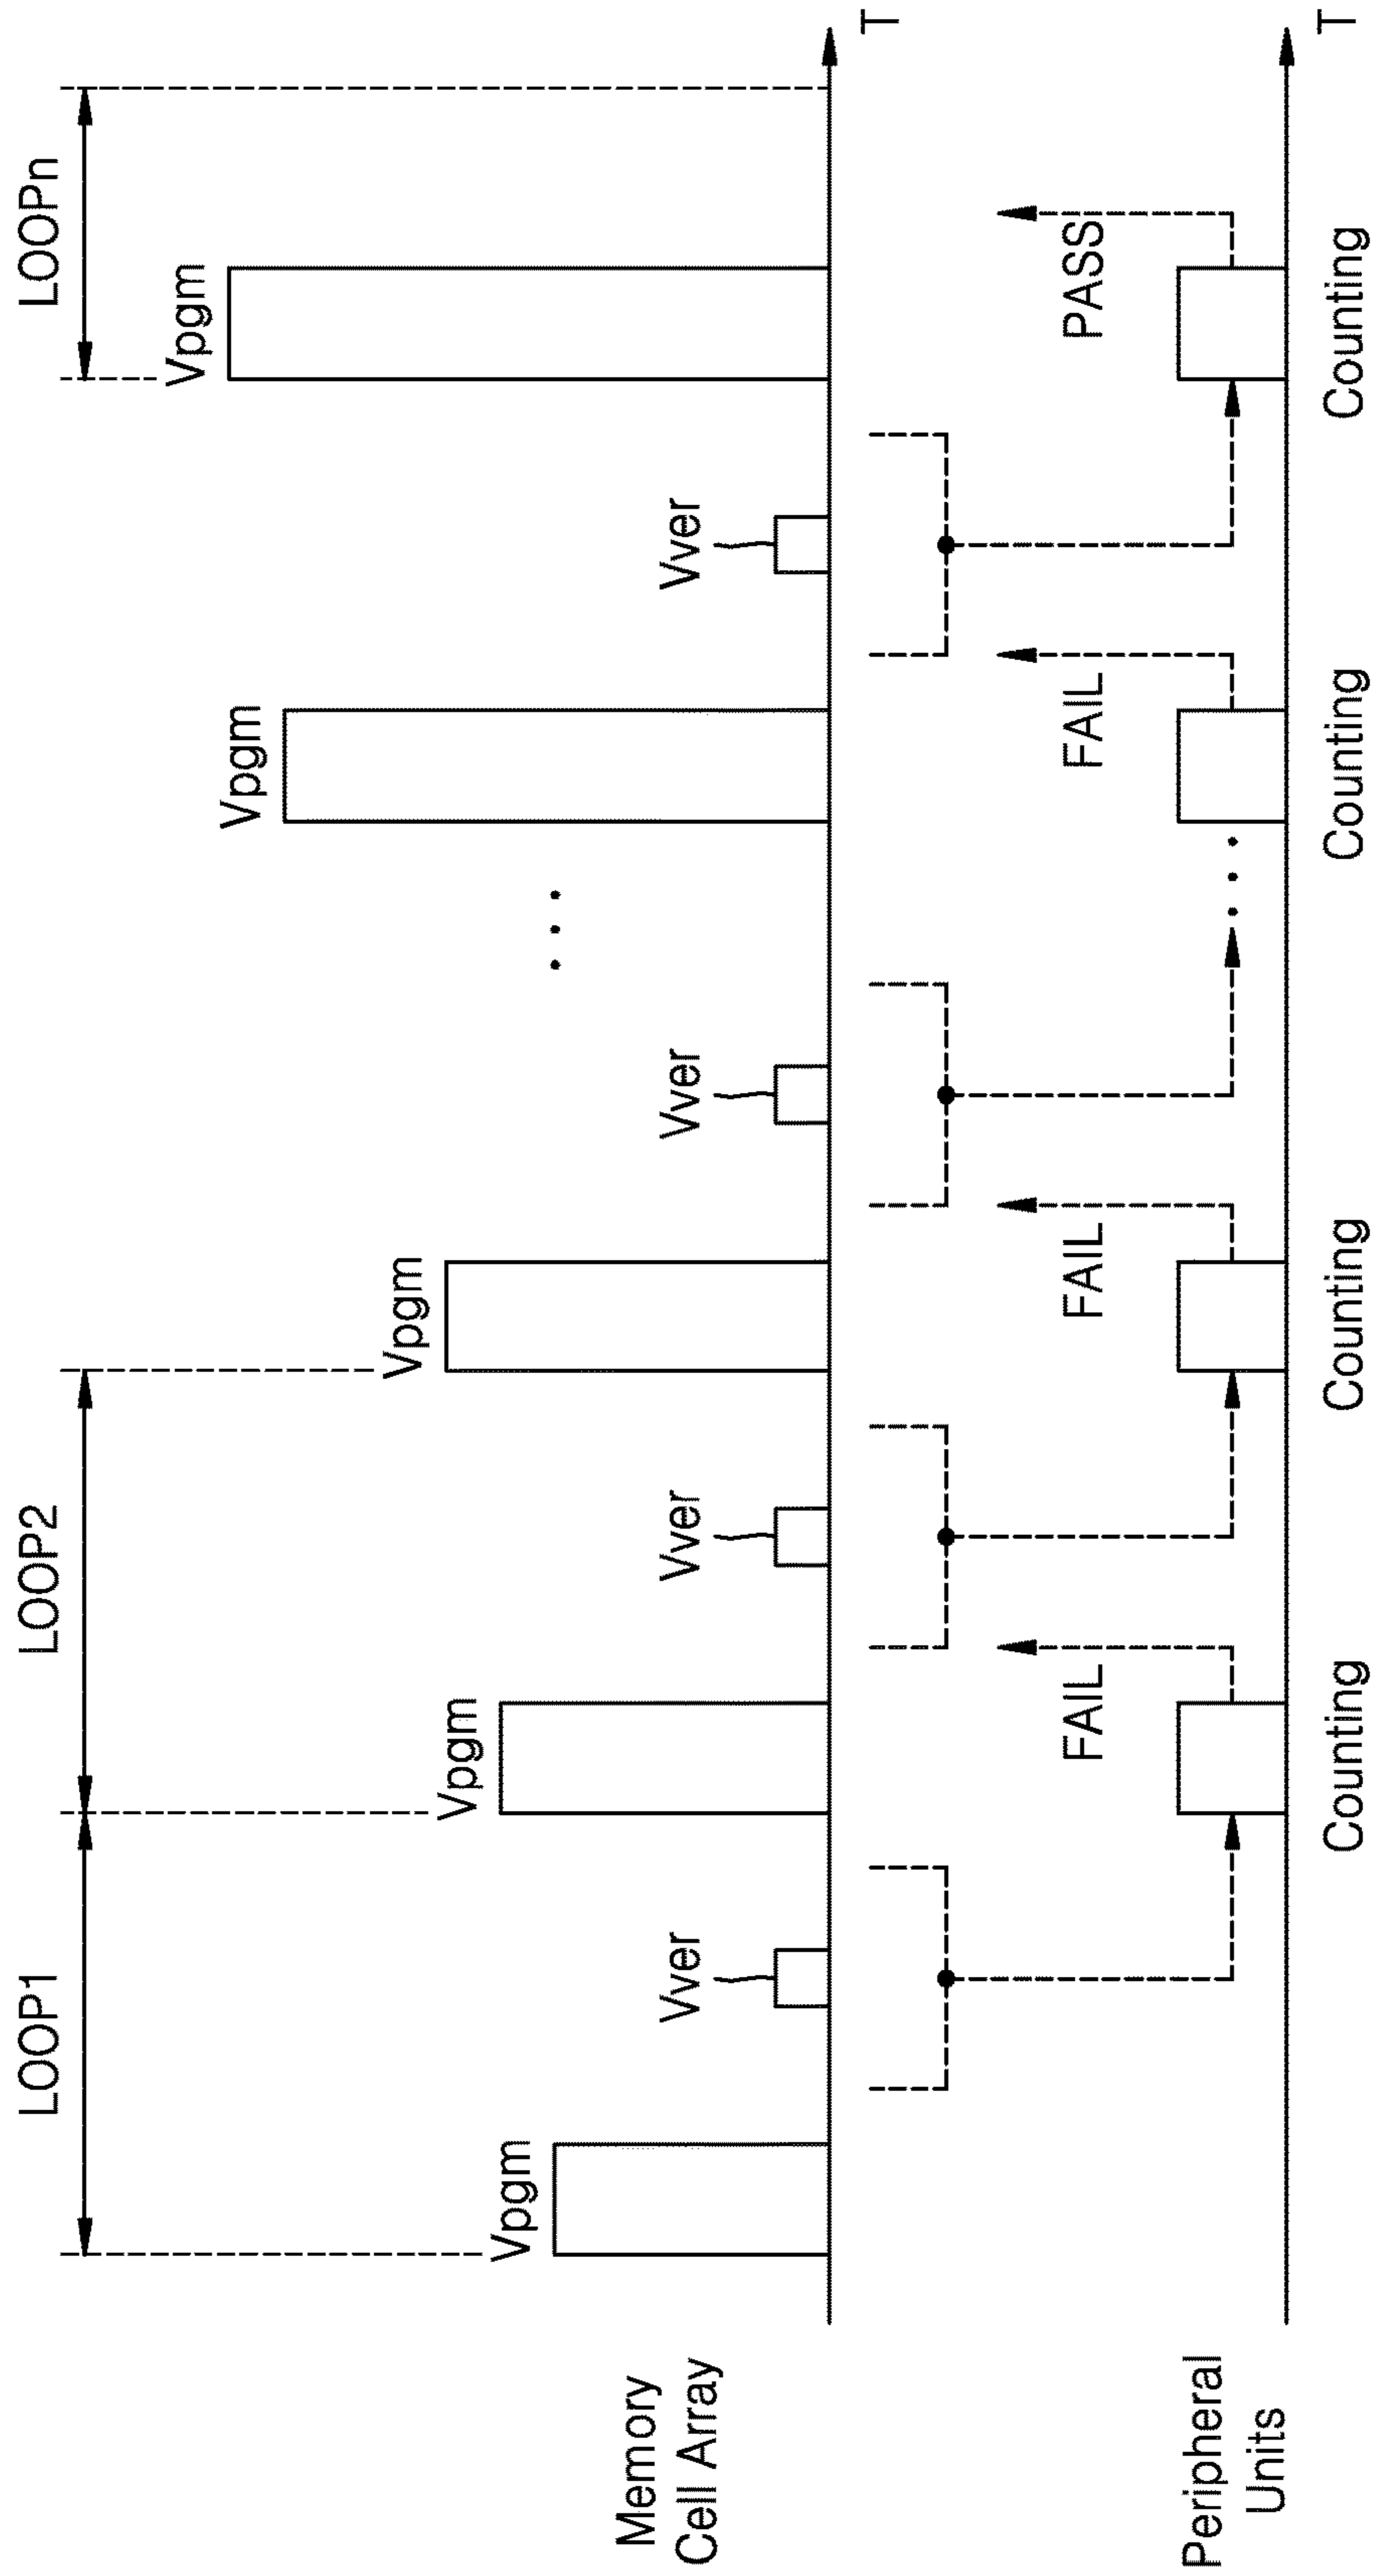 LOOP1
LOOP2
LOOPn
Vpgm
Vver
Vpgm
Vver
Vpgm
Vver
Vpgm
Vver
Vpgm
Memory
Cell Array
T
FAIL
FAIL
FAIL
PASS
Peripheral
Units
T
Counting
Counting
Counting
Counting